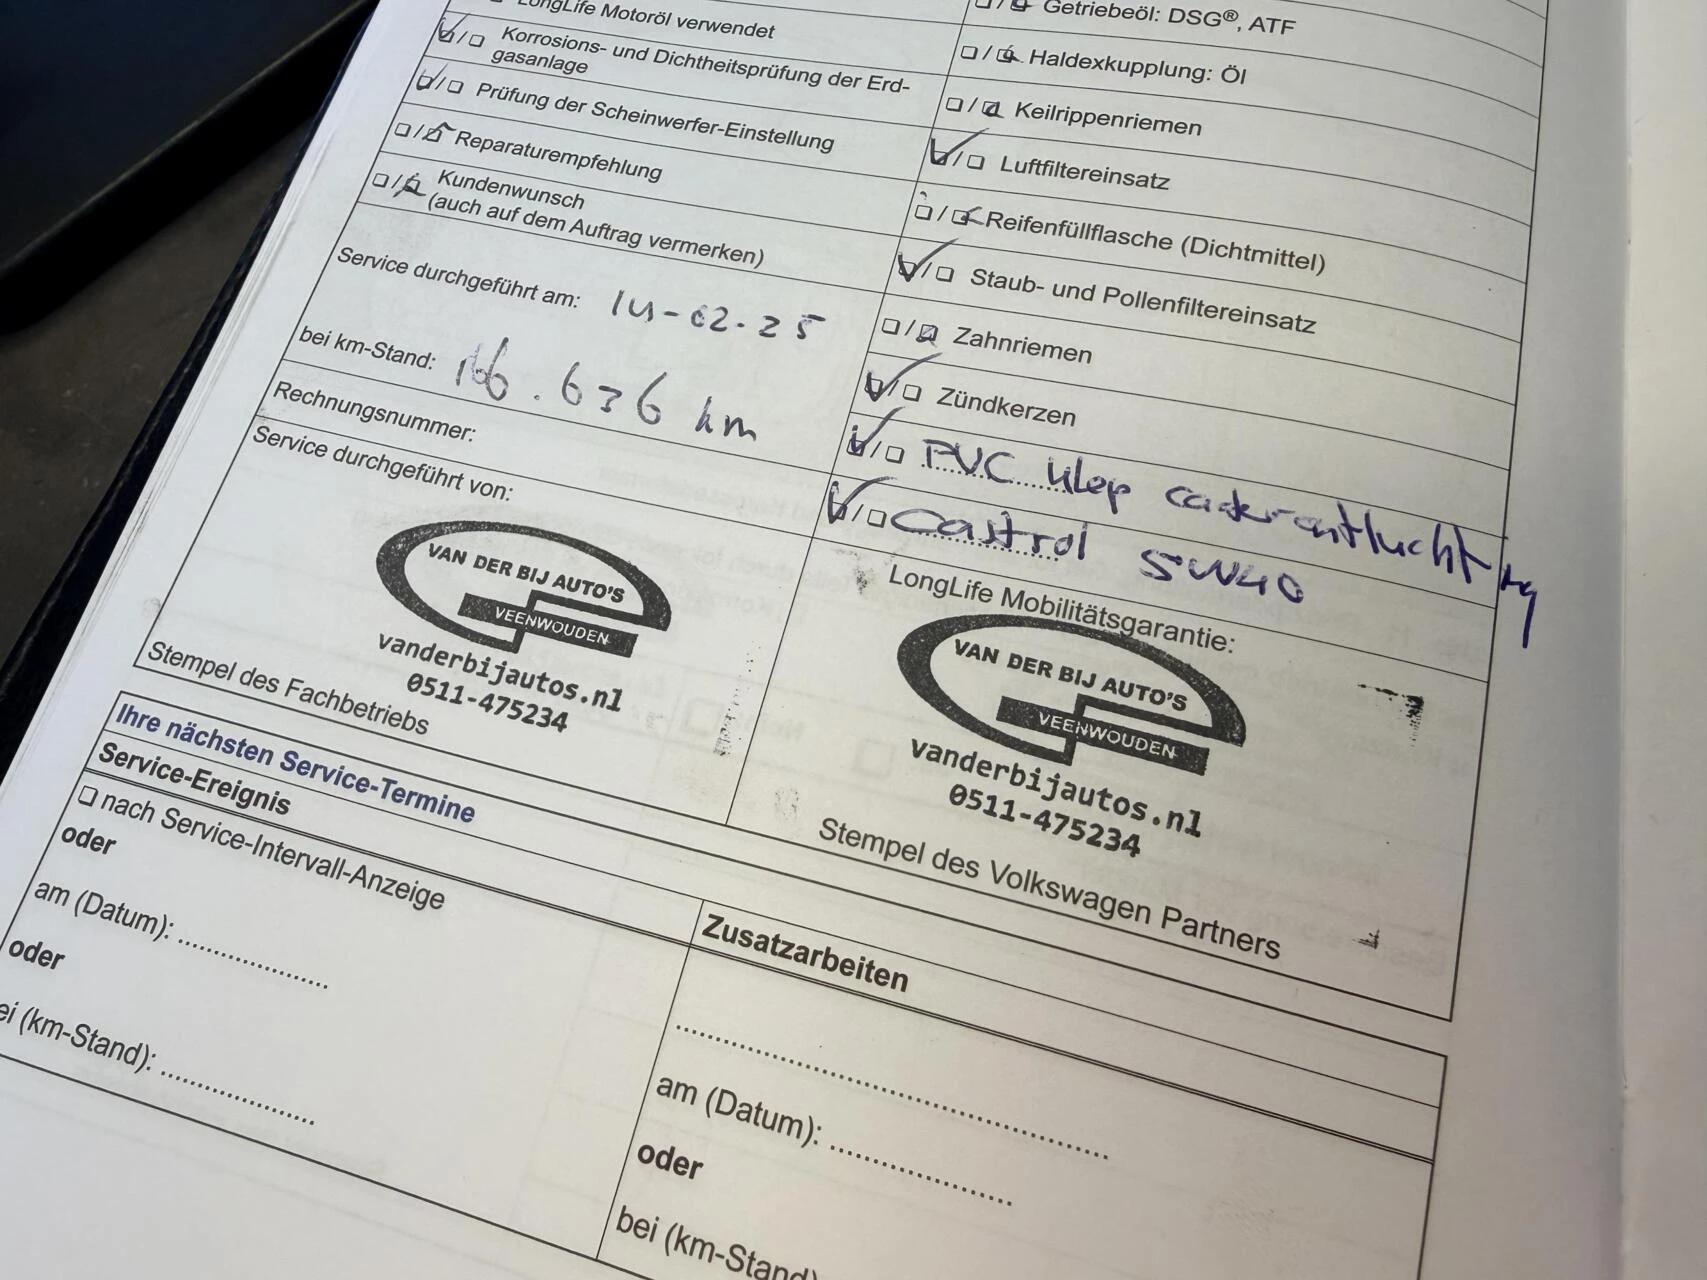 LongLife Motoröl verwendet
Korrosions- und Dichtheitsprüfung der Erd-
gasanlage
Prüfung der Scheinwerfer-Einstellung
Reparaturempfehlung
Kundenwunsch
(auch auf dem Auftrag vermerken)
Service durchgeführt am: 14-02-25
bei km-Stand: 166.636 km
Rechnungsnummer:
Service durchgeführt von:
VAN DER BIJ AUTO'S
VEENWOUDEN
vanderbijautos.nl
0511-475234
Stempel des Fachbetriebs
Getriebeöl: DSG®, ATF
Haldexkupplung: Öl
Keilrippenriemen
Luftfiltereinsatz
Reifenfüllflasche (Dichtmittel)
Staub- und Pollenfiltereinsatz
Zahnriemen
Zündkerzen
PVC klep carterontluchting
Castrol 5W40
LongLife Mobilitätsgarantie:
VAN DER BIJ AUTO'S
VEENWOUDEN
vanderbijautos.nl
0511-475234
Stempel des Volkswagen Partners
Ihre nächsten Service-Termine
Service-Ereignis
nach Service-Intervall-Anzeige
oder
am (Datum):
oder
bei (km-Stand):
Zusatzarbeiten
am (Datum):
oder
bei (km-Stand)